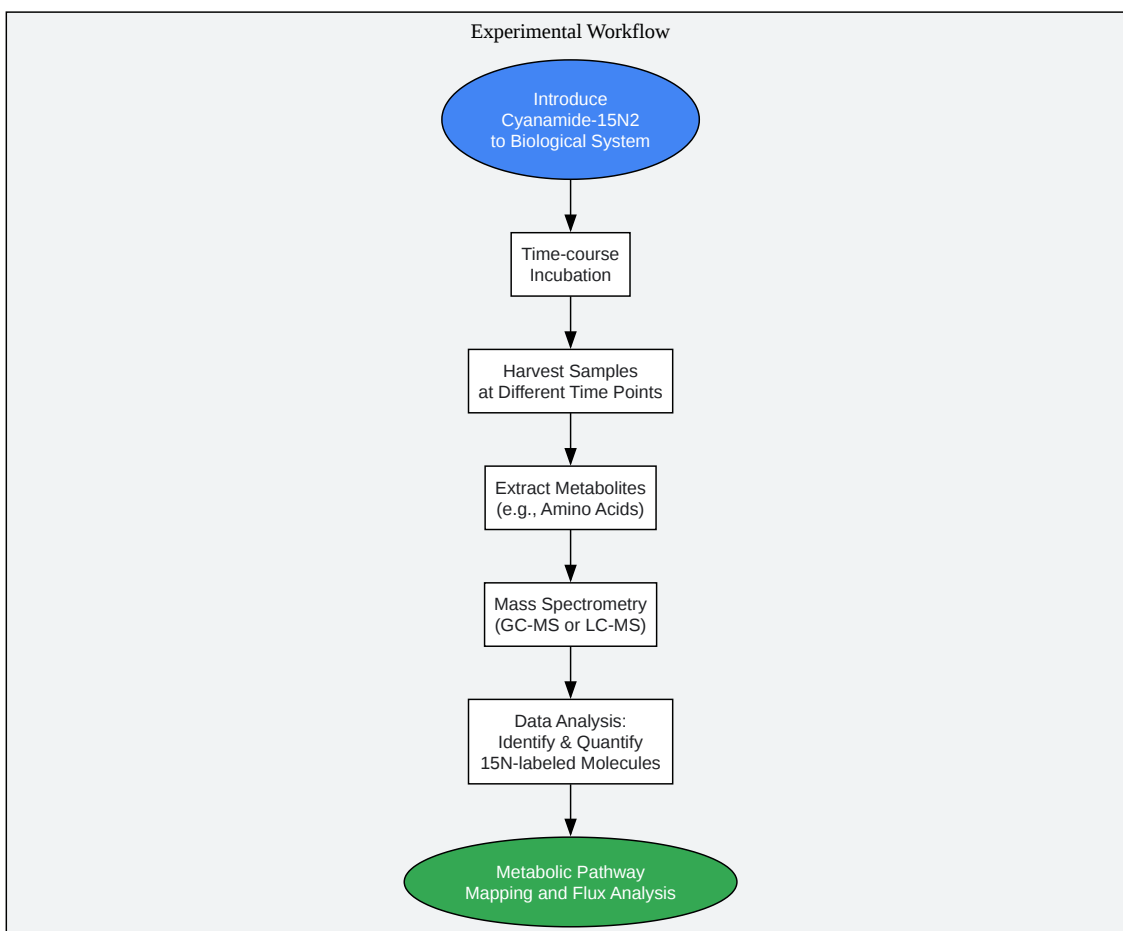 Experimental Workflow
Introduce
Cyanamide-15N2
to Biological System
Time-course
Incubation
Harvest Samples
at Different Time Points
Extract Metabolites
(e.g., Amino Acids)
Mass Spectrometry
(GC-MS or LC-MS)
Data Analysis:
Identify & Quantify
15N-labeled Molecules
Metabolic Pathway
Mapping and Flux Analysis